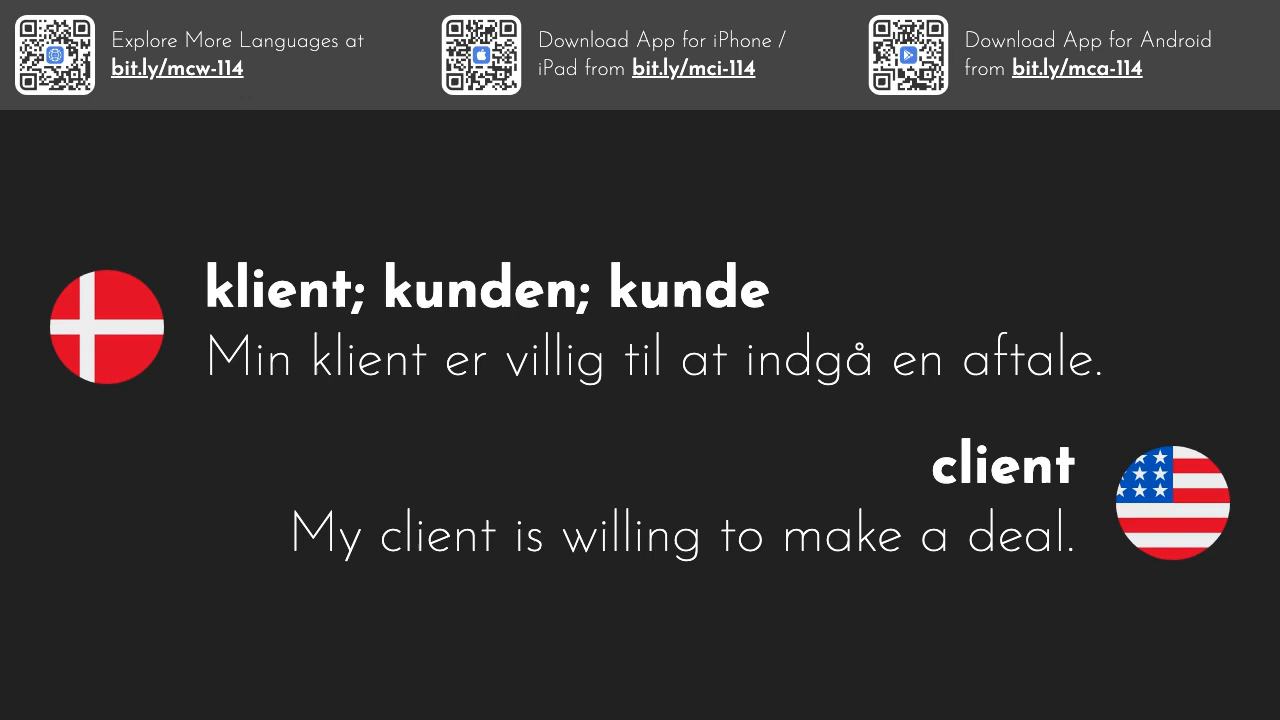 Explore More Languages at
bit.ly/mcw-114
Download App for iPhone /
iPad from bit.ly/mci-114
Download App for Android
from bit.ly/mca-114
klient; kunden; kunde
Min klient er villig til at indgå en aftale.
client
My client is willing to make a deal.